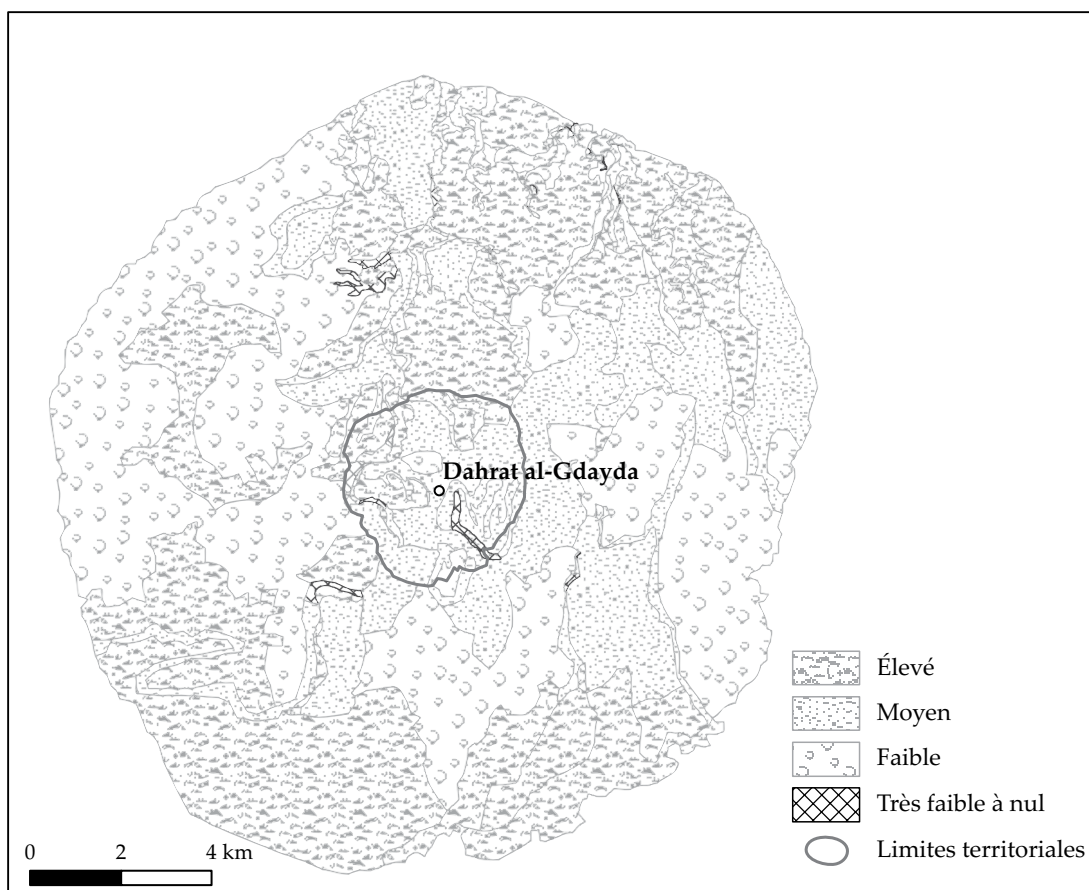 Dahrat al-Gdayda
Élevé
Moyen
Faible
Très faible à nul
Limites territoriales
0 2 4 km